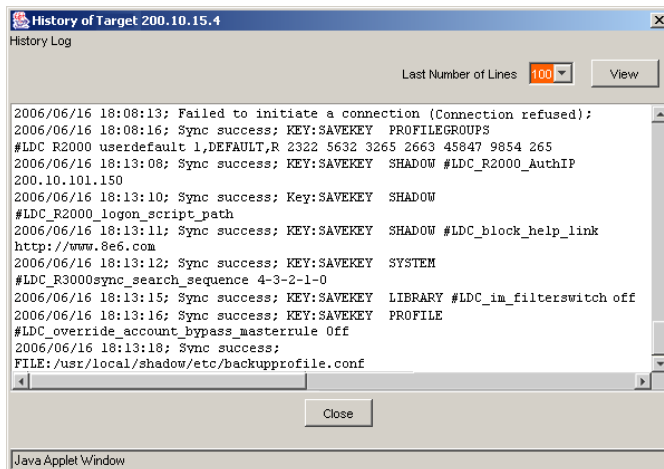 History of Target 200.10.15.4
History Log
Last Number of Lines 100 View
2006/06/16 18:08:13; Failed to initiate a connection (Connection refused);
2006/06/16 18:08:16; Sync success; KEY:SAVEKEY PROFILEGROUPS
#LDC R2000 userdefault 1,DEFAULT,R 2322 5632 3265 2663 45847 9854 265
2006/06/16 18:13:08; Sync success; KEY:SAVEKEY SHADOW #LDC_R2000_AuthIP
200.10.101.150
2006/06/16 18:13:10; Sync success; Key:SAVEKEY SHADOW
#LDC_R2000_logon_script_path
2006/06/16 18:13:11; Sync success; KEY:SAVEKEY SHADOW #LDC_block_help_link
http://www.8e6.com
2006/06/16 18:13:12; Sync success; KEY:SAVEKEY SYSTEM
#LDC_R3000sync_search_sequence 4-3-2-1-0
2006/06/16 18:13:15; Sync success; KEY:SAVEKEY LIBRARY #LDC_im_filterswitch off
2006/06/16 18:13:16; Sync success; KEY:SAVEKEY PROFILE
#LDC_override_account_bypass_masterrule Off
2006/06/16 18:13:18; Sync success;
FILE:/usr/local/shadow/etc/backupprofile.conf
Close
Java Applet Window